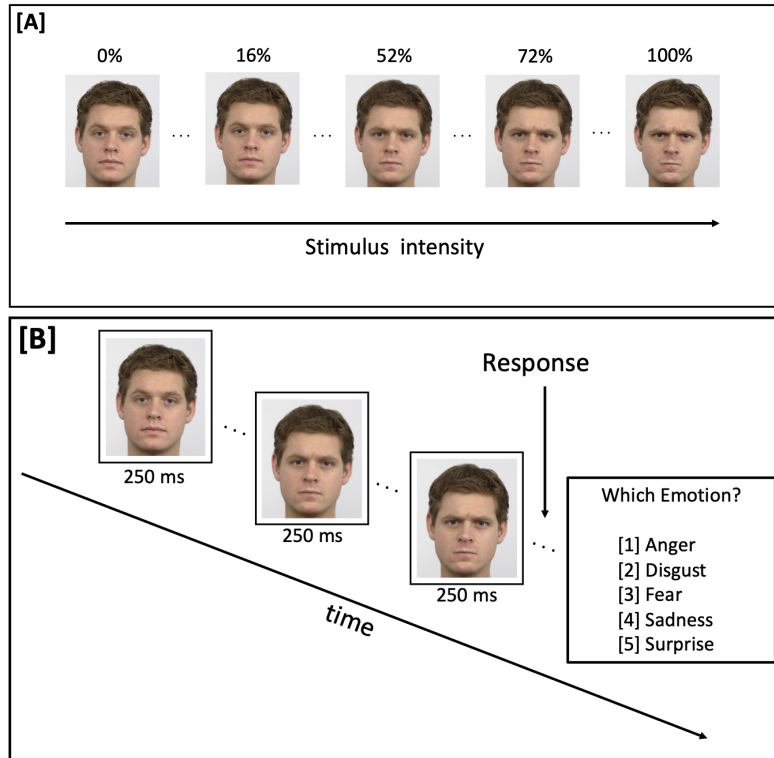 [A]
0% 16% 52% 72% 100%
... ... ... ...
Stimulus intensity
[B]
Response
...
250 ms
...
250 ms
...
250 ms
time
Which Emotion?
[1] Anger
[2] Disgust
[3] Fear
[4] Sadness
[5] Surprise